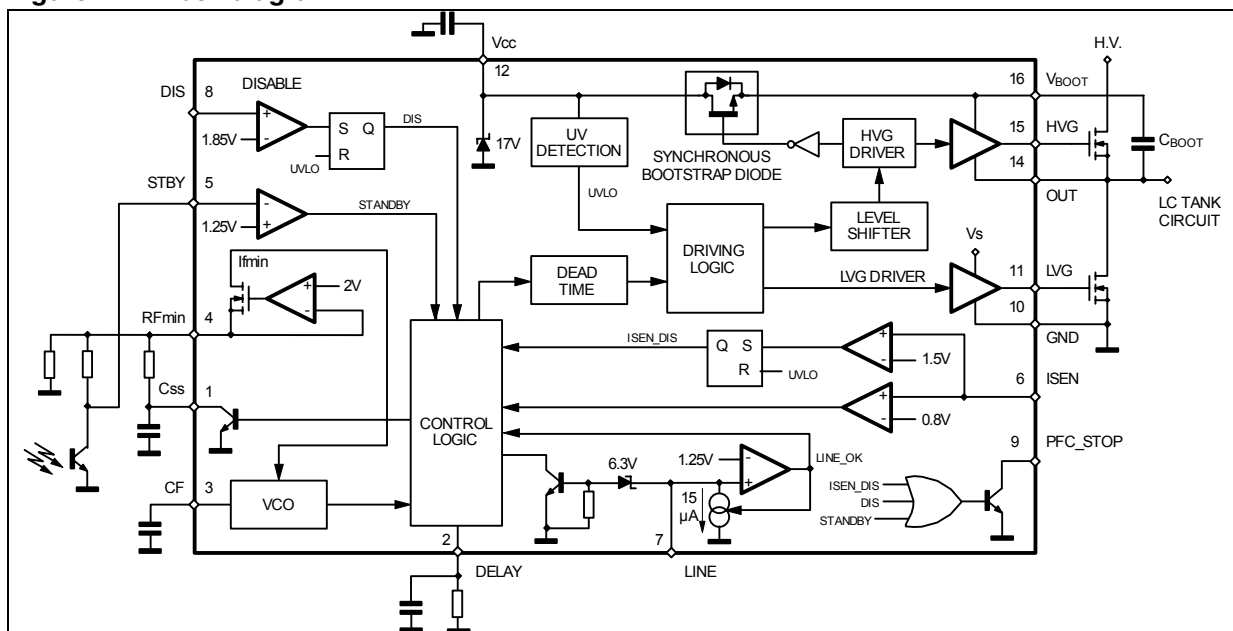 Vcc
H.V.
12
DIS
8
DISABLE
16
VBOOT
1.85V
S Q
R
DIS
UVLO
17V
UV
DETECTION
SYNCHRONOUS
BOOTSTRAP DIODE
HVG
DRIVER
15
HVG
CBOOT
14
OUT
LC TANK
CIRCUIT
STBY
5
1.25V
STANDBY
UVLO
LEVEL
SHIFTER
DRIVING
LOGIC
Vs
Ifmin
2V
DEAD
TIME
LVG DRIVER
11
LVG
10
GND
RFmin
4
ISEN_DIS
Q S
R
UVLO
1.5V
6
ISEN
Css
1
CONTROL
LOGIC
0.8V
9
PFC_STOP
6.3V
1.25V
LINE_OK
CF
3
VCO
15
µA
ISEN_DIS
DIS
STANDBY
2
DELAY
7
LINE